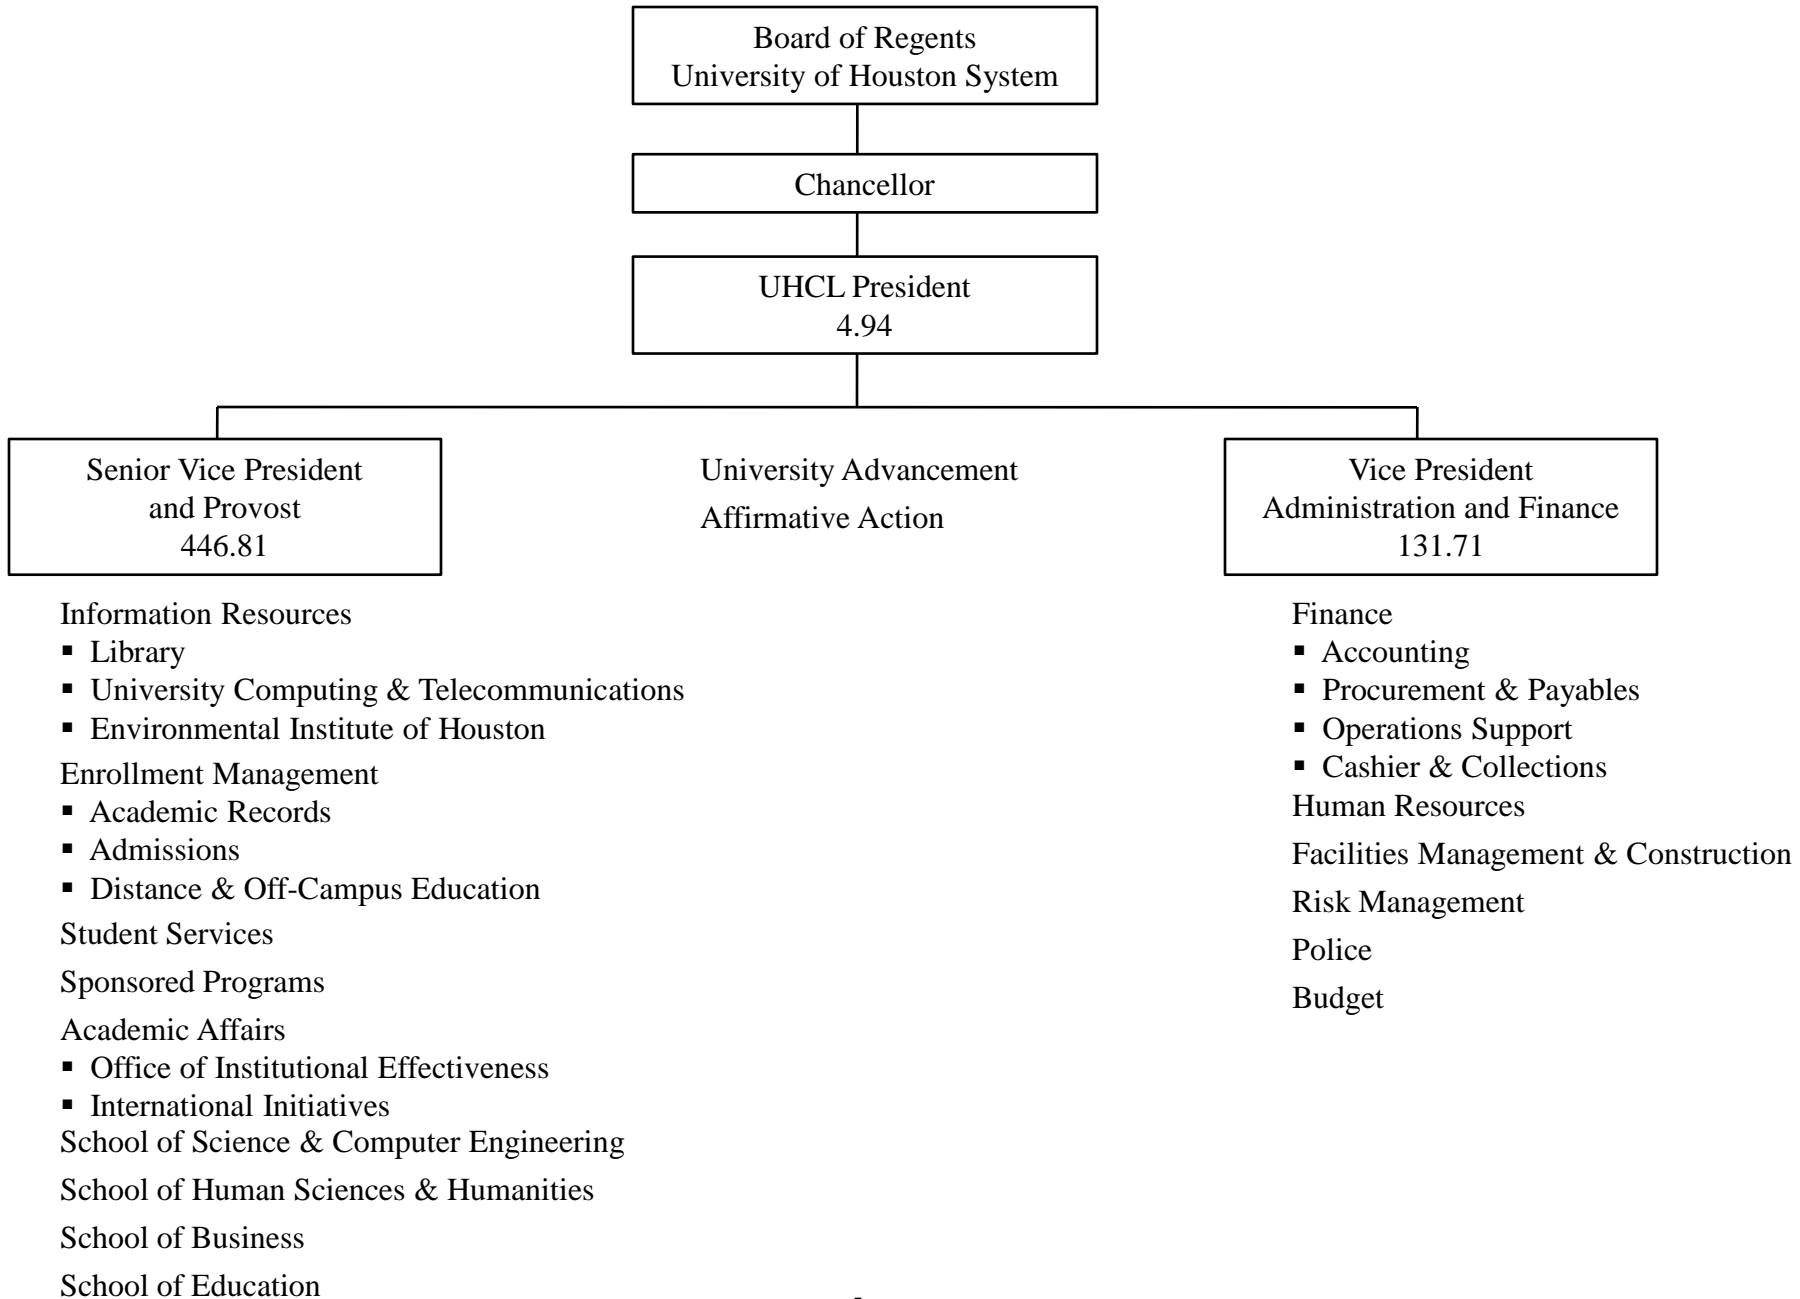 Board of Regents
University of Houston System
Chancellor
UHCL President
4.94
Senior Vice President
and Provost
446.81
University Advancement
Affirmative Action
Vice President
Administration and Finance
131.71
Information Resources
▪ Library
▪ University Computing & Telecommunications
▪ Environmental Institute of Houston
Enrollment Management
▪ Academic Records
▪ Admissions
▪ Distance & Off-Campus Education
Student Services
Sponsored Programs
Academic Affairs
▪ Office of Institutional Effectiveness
▪ International Initiatives
School of Science & Computer Engineering
School of Human Sciences & Humanities
School of Business
School of Education
Finance
▪ Accounting
▪ Procurement & Payables
▪ Operations Support
▪ Cashier & Collections
Human Resources
Facilities Management & Construction
Risk Management
Police
Budget